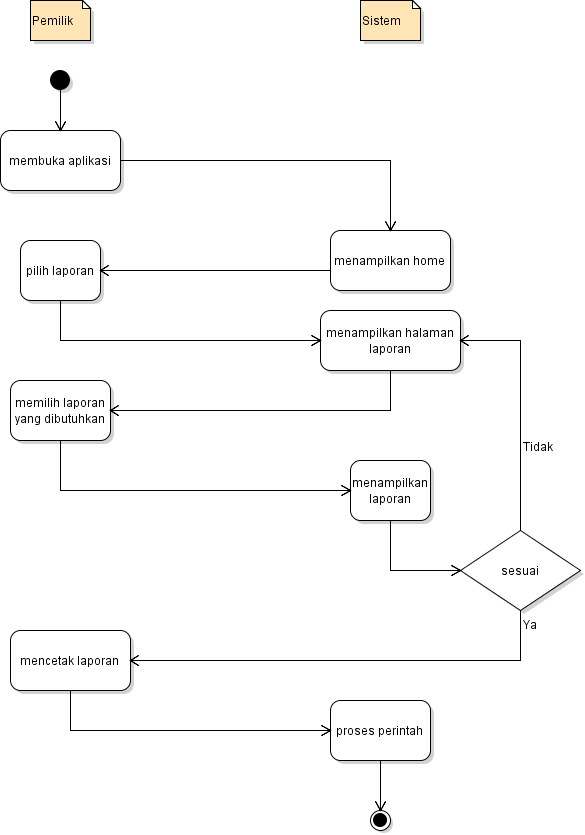 Pemilik
Sistem
membuka aplikasi
menampilkan home
pilih laporan
menampilkan halaman
laporan
memilih laporan
yang dibutuhkan
Tidak
menampilkan
laporan
sesuai
Ya
mencetak laporan
proses perintah